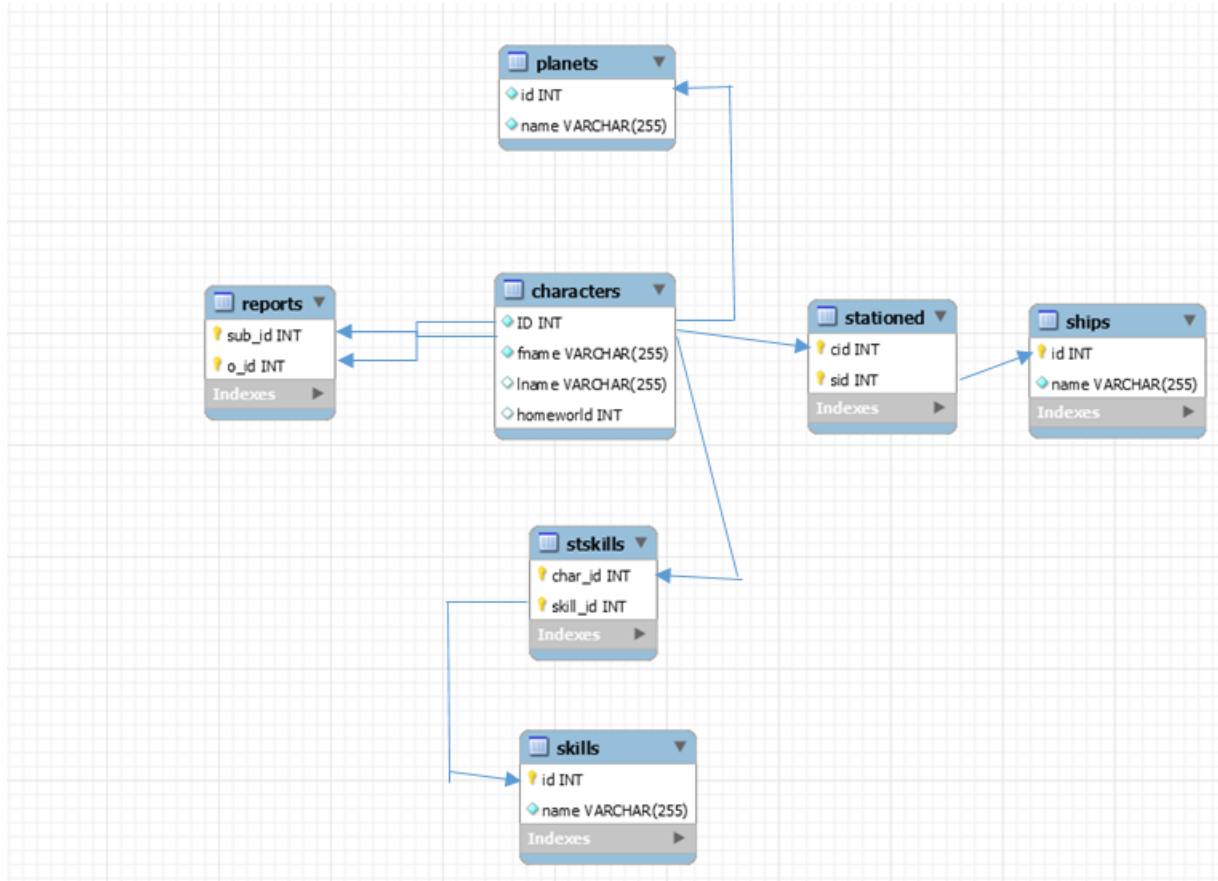 planets
id INT
name VARCHAR(255)
reports
sub_id INT
o_id INT
Indexes
characters
ID INT
fname VARCHAR(255)
lname VARCHAR(255)
homeworld INT
stationed
cid INT
sid INT
Indexes
ships
id INT
name VARCHAR(255)
Indexes
stskills
char_id INT
skill_id INT
Indexes
skills
id INT
name VARCHAR(255)
Indexes